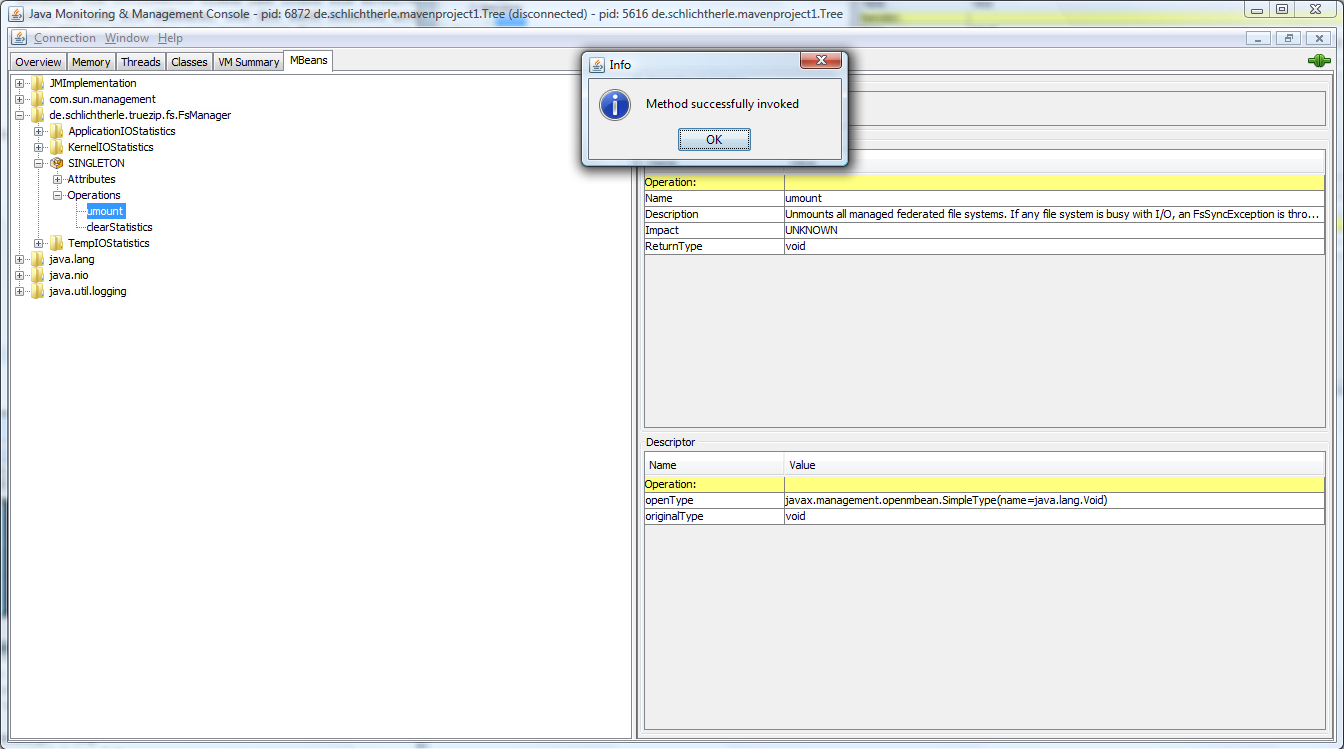 Java Monitoring & Management Console - pid: 6872 de.schlichtherle.mavenproject1.Tree (disconnected) - pid: 5616 de.schlichtherle.mavenproject1.Tree
Connection Window Help
Overview Memory Threads Classes VM Summary MBeans
JMImplementation
com.sun.management
de.schlichtherle.truezip.fs.FsManager
ApplicationIOStatistics
KernelIOStatistics
SINGLETON
Attributes
Operations
umount
clearStatistics
TempIOStatistics
java.lang
java.nio
java.util.logging
Info
Method successfully invoked
OK
Operation:
Name umount
Description Unmounts all managed federated file systems. If any file system is busy with I/O, an FsSyncException is thro...
Impact UNKNOWN
ReturnType void
Descriptor
Name Value
Operation:
openType javax.management.openmbean.SimpleType(name=java.lang.Void)
originalType void